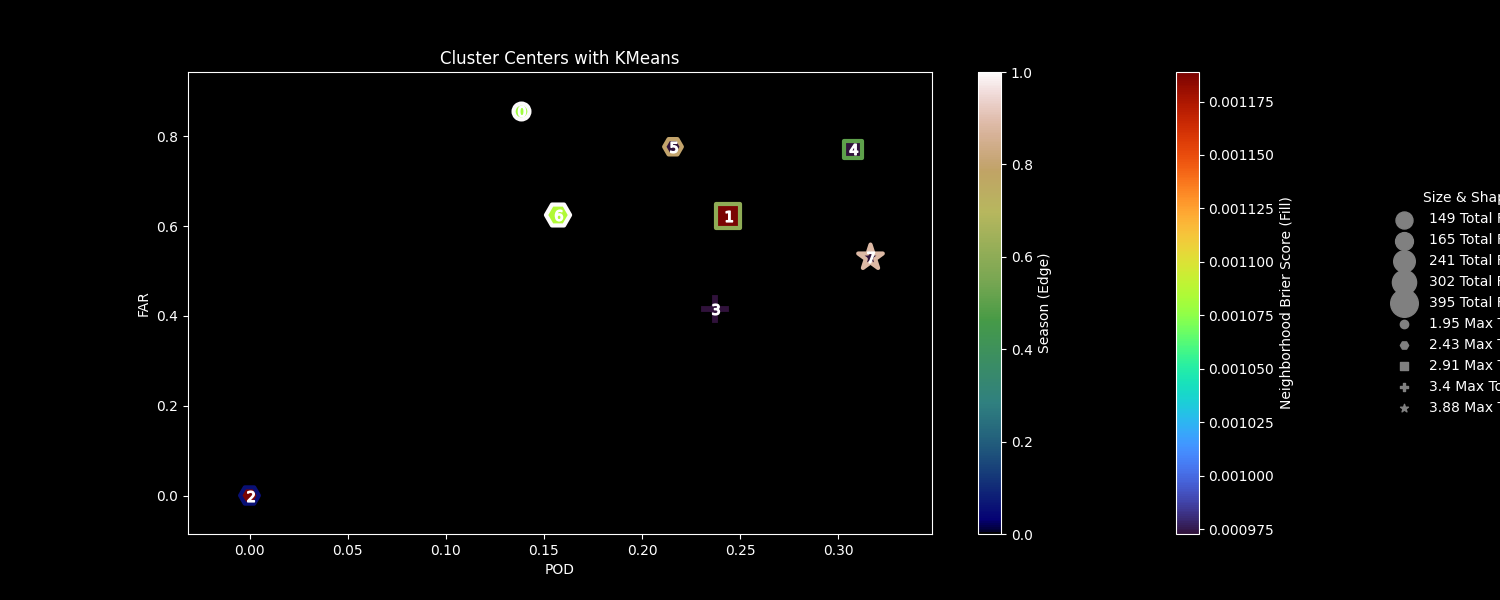 Cluster Centers with KMeans
FAR
0.8
0.6
0.4
0.2
0.0
0.00
0.05
0.10
0.15
0.20
0.25
0.30
POD
5
4
6
1
7
3
2
1.0
0.8
0.6
0.4
0.2
0.0
Season (Edge)
0.001175
0.001150
0.001125
0.001100
0.001075
0.001050
0.001025
0.001000
0.000975
Neighborhood Brier Score (Fill)
Size &
149 Total
165 Total
241 Total
302 Total
395 Total
1.95 Max
2.43 Max
2.91 Max
3.4 Max
3.88 Max